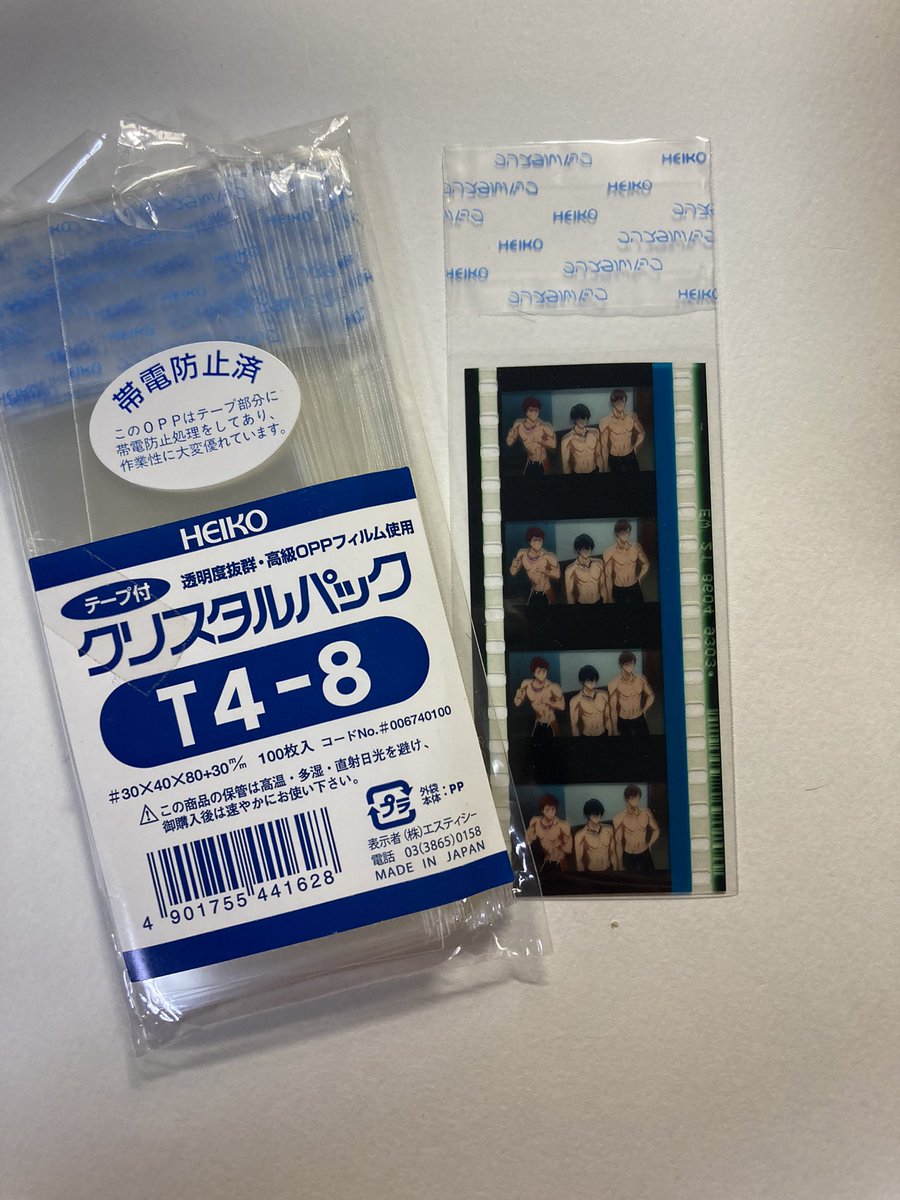 帯電防止済
このOPPはテープ部分に
帯電防止処理をしてあり、
作業性に大変優れています。
HEIKO
テープ付
透明度抜群・高級OPPフィルム使用
クリスタルパック
T4-8
#30×40×80+30m/m 100枚入 コードNo.#006740100
⚠この商品の保管は高温・多湿・直射日光を避け、
御購入後は速やかにお使い下さい。
プラ
外袋
本体:PP
表示者 (株)エスティシー
電話 03(3865)0158
MADE IN JAPAN
4 901755 441628
HEIKO
HEIKO
HEIKO
HEIKO
HEIKO
HEIKO